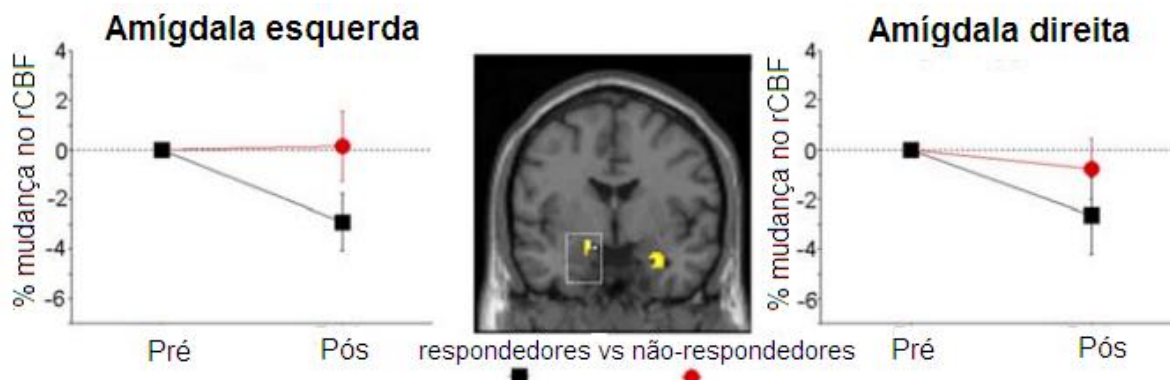 Amígdala esquerda
% mudança no rCBF
4
2
0
-2
-4
-6
Pré Pós
respondedores vs não-respondedores
Amígdala direita
% mudança no rCBF
4
2
0
-2
-4
-6
Pré Pós